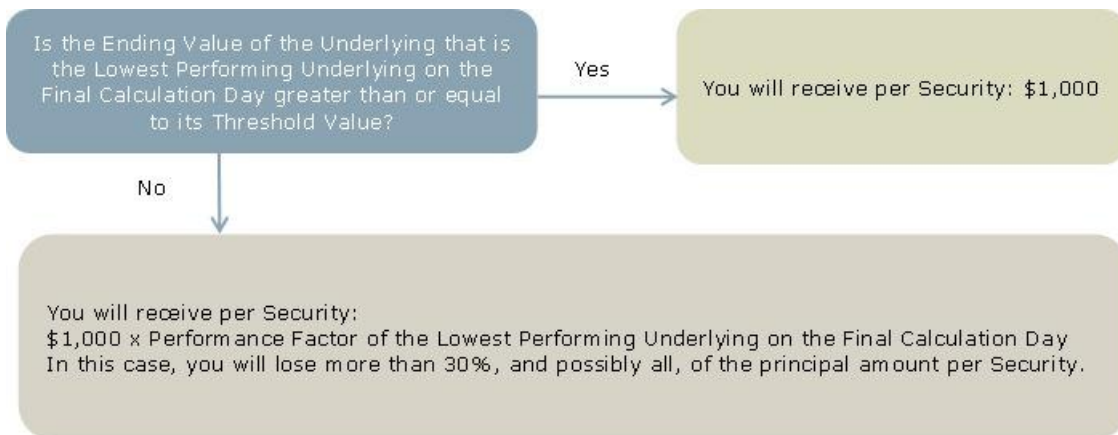 Is the Ending Value of the Underlying that is
the Lowest Performing Underlying on the
Final Calculation Day greater than or equal
to its Threshold Value?
Yes
You will receive per Security: $1,000
No
You will receive per Security:
$1,000 x Performance Factor of the Lowest Performing Underlying on the Final Calculation Day
In this case, you will lose more than 30%, and possibly all, of the principal amount per Security.